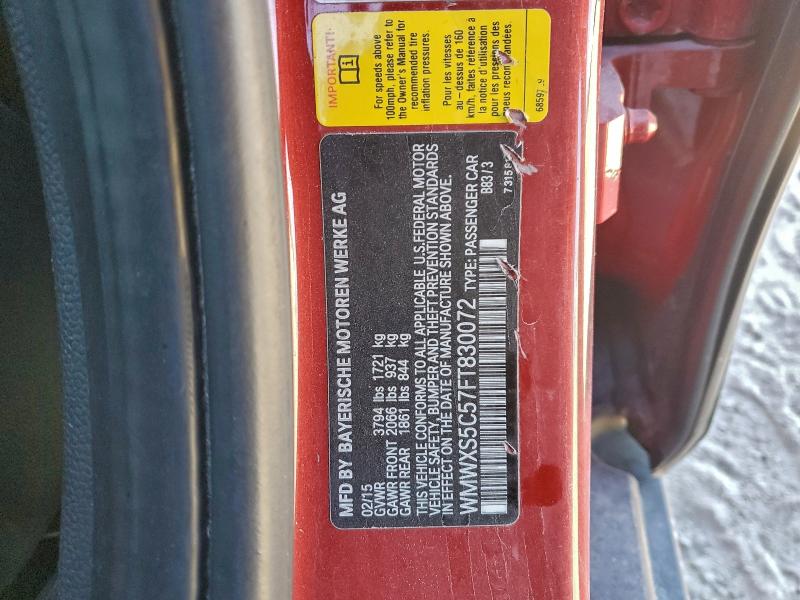 IMPORTANT!
For speeds above
100mph, please refer to
the Owner's Manual for
recommended tire
inflation pressures.
Pour les vitesses
au - dessus de 160
km/h, faites référence à
la notice d'utilisation
pour les pressions des
pneus
MFD BY BAYERISCHE MOTOREN WERKE AG
02/15
GVWR 3794 lbs 1721 kg
GAWR FRONT 2066 lbs 937 kg
GAWR REAR 1861 lbs 844 kg
THIS VEHICLE CONFORMS TO ALL APPLICABLE U.S.FEDERAL MOTOR
VEHICLE SAFETY, BUMPER AND THEFT PREVENTION STANDARDS
IN EFFECT ON THE DATE OF MANUFACTURE SHOWN ABOVE.
WMWXS5C57FT830072 TYPE: PASSENGER CAR
B83/3